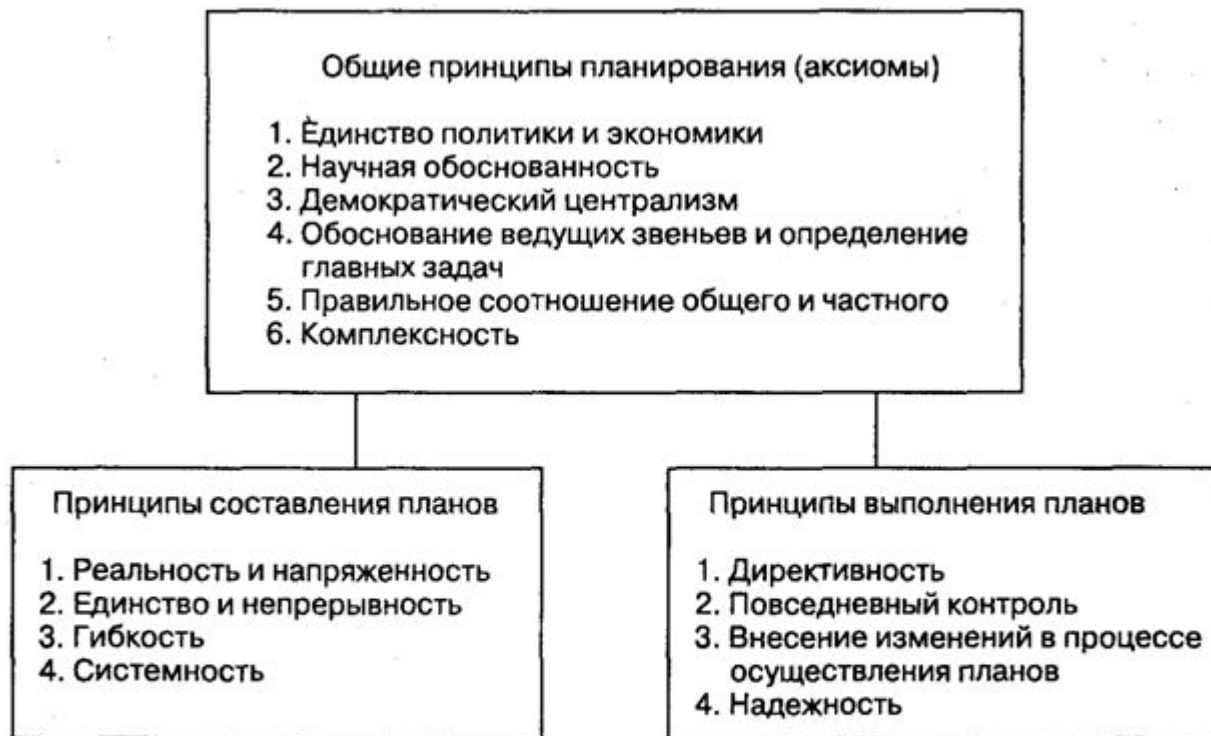 Общие принципы планирования (аксиомы)
1. Единство политики и экономики
2. Научная обоснованность
3. Демократический централизм
4. Обоснование ведущих звеньев и определение
главных задач
5. Правильное соотношение общего и частного
6. Комплексность
Принципы составления планов
1. Реальность и напряженность
2. Единство и непрерывность
3. Гибкость
4. Системность
Принципы выполнения планов
1. Директивность
2. Повседневный контроль
3. Внесение изменений в процессе
осуществления планов
4. Надежность